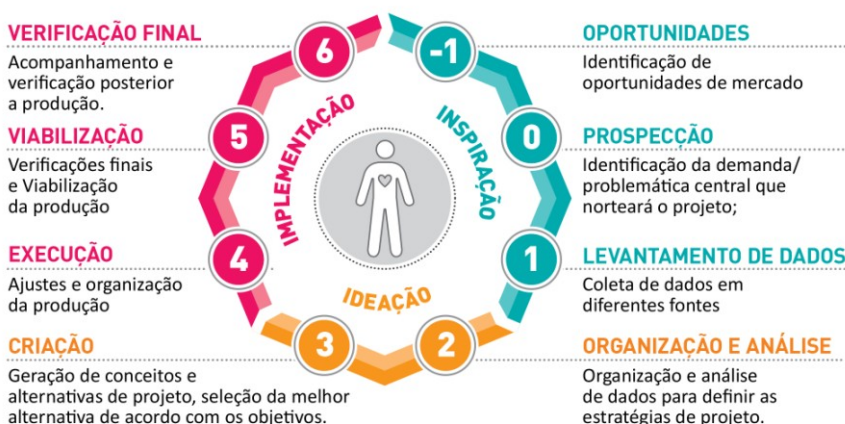 VERIFICAÇÃO FINAL
Acompanhamento e
verificação posterior
a produção.
VIABILIZAÇÃO
Verificações finais
e Viabilização
da produção
EXECUÇÃO
Ajustes e organização
da produção
CRIAÇÃO
Geração de conceitos e
alternativas de projeto, seleção da melhor
alternativa de acordo com os objetivos.
6
5
4
3
IMPLEMENTAÇÃO
IDEAÇÃO
INSPIRAÇÃO
-1
0
1
2
OPORTUNIDADES
Identificação de
oportunidades de mercado
PROSPECÇÃO
Identificação da demanda/
problemática central que
norteará o projeto;
LEVANTAMENTO DE DADOS
Coleta de dados em
diferentes fontes
ORGANIZAÇÃO E ANÁLISE
Organização e análise
de dados para definir as
estratégias de projeto.